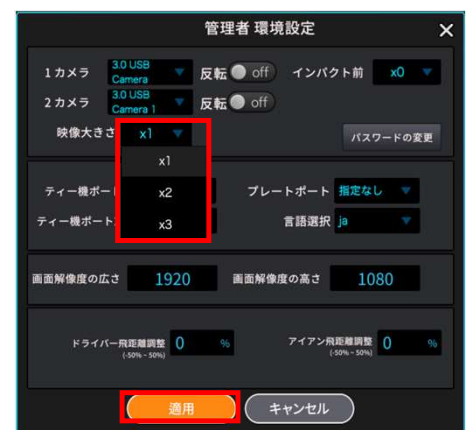 管理者 環境設定 ×
1カメラ 3.0 USB Camera 反転 off インパクト前 x0
2カメラ 3.0 USB Camera 1 反転 off
映像大きさ x1 パスワードの変更
x1
ティー機ポート x2 プレートポート 指定なし
ティー機ポート x3 言語選択 ja
画面解像度の広さ 1920 画面解像度の高さ 1080
ドライバー飛距離調整 0 % アイアン飛距離調整 0 %
(-50% ~ 50%) (-50% ~ 50%)
適用 キャンセル